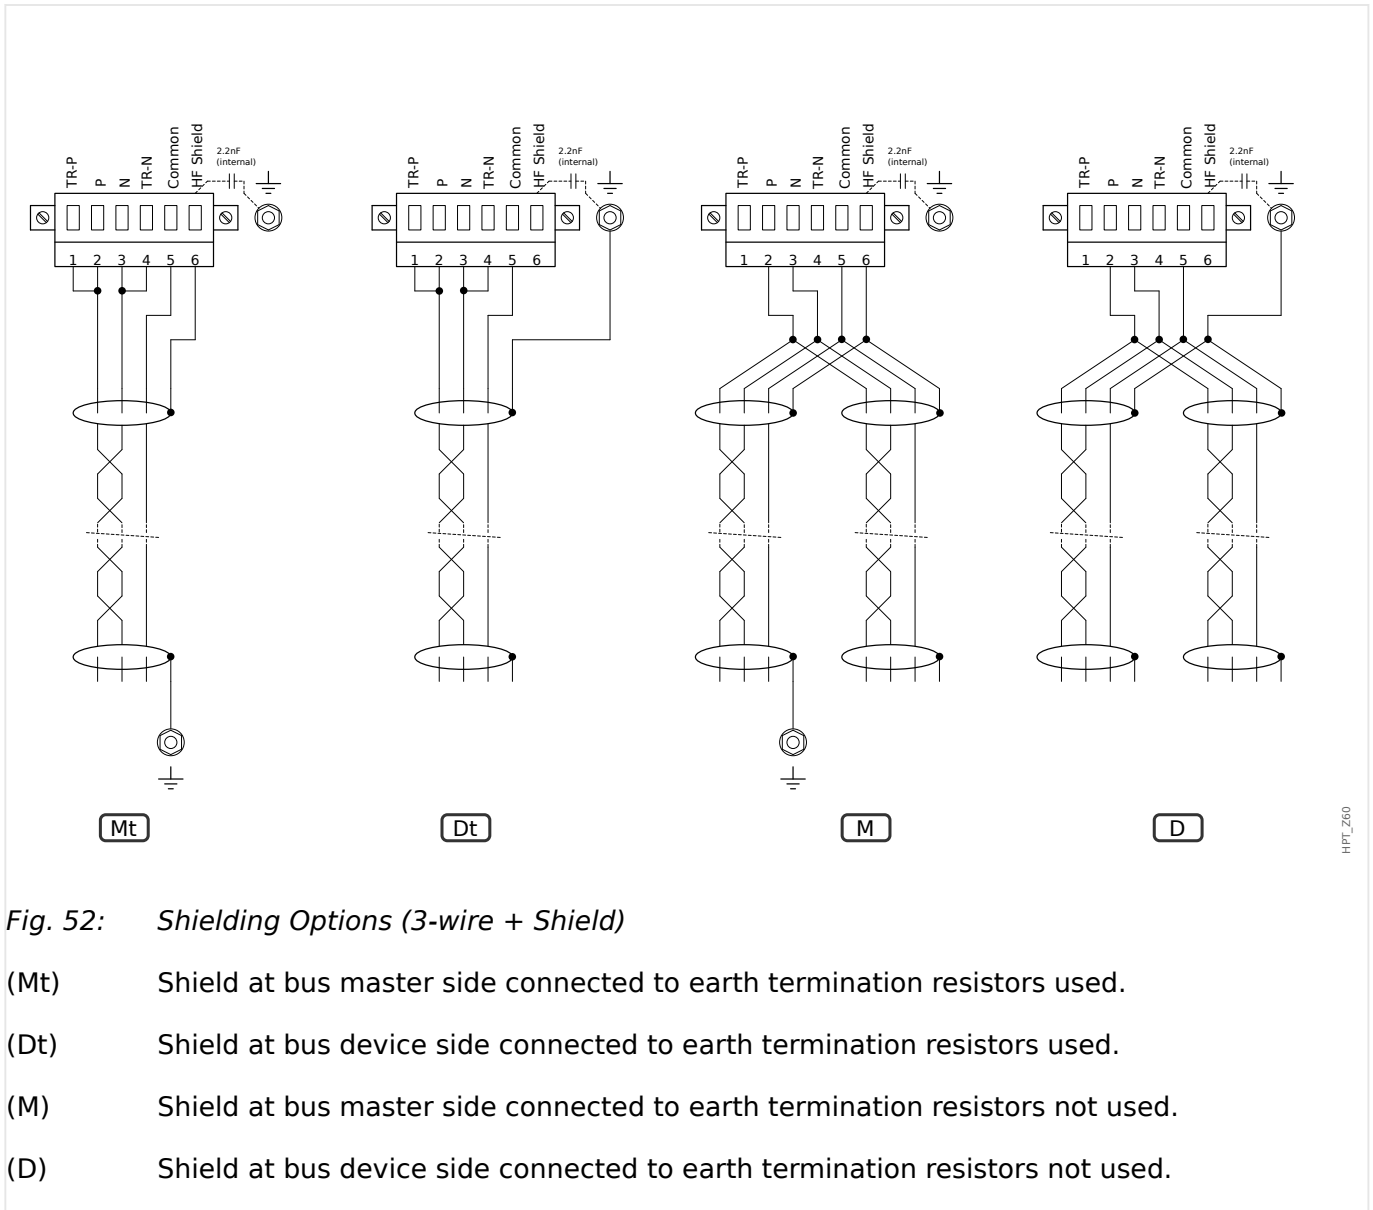 TR-P P N TR-N Common HF Shield 2.2nF (internal)
1 2 3 4 5 6
TR-P P N TR-N Common HF Shield 2.2nF (internal)
1 2 3 4 5 6
TR-P P N TR-N Common HF Shield 2.2nF (internal)
1 2 3 4 5 6
TR-P P N TR-N Common HF Shield 2.2nF (internal)
1 2 3 4 5 6
Mt Dt M D
HPT_Z60
Fig. 52: Shielding Options (3-wire + Shield)
(Mt) Shield at bus master side connected to earth termination resistors used.
(Dt) Shield at bus device side connected to earth termination resistors used.
(M) Shield at bus master side connected to earth termination resistors not used.
(D) Shield at bus device side connected to earth termination resistors not used.